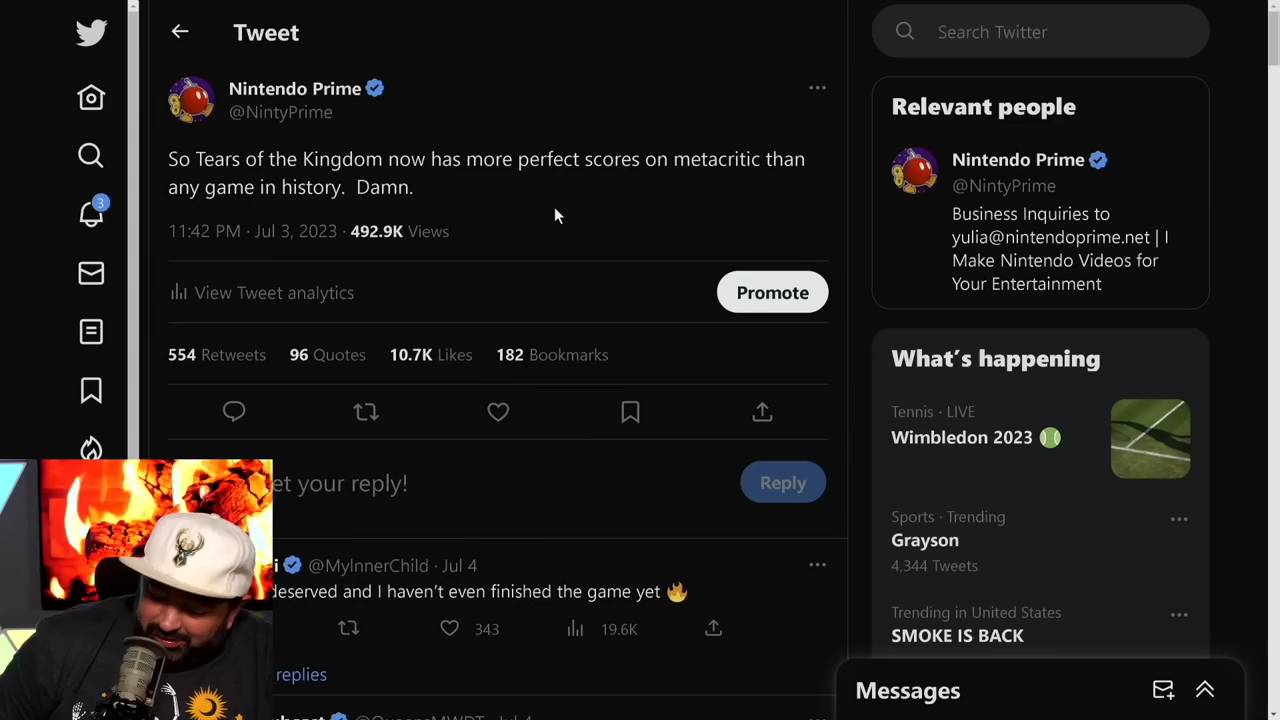 Tweet
Nintendo Prime
@NintyPrime
So Tears of the Kingdom now has more perfect scores on metacritic than
any game in history. Damn.
11:42 PM · Jul 3, 2023 · 492.9K Views
View Tweet analytics
Promote
554 Retweets 96 Quotes 10.7K Likes 182 Bookmarks
et your reply!
Reply
@MyInnerChild · Jul 4
deserved and I haven't even finished the game yet 🔥
343 19.6K
replies
Jul 4
3
Search Twitter
Relevant people
Nintendo Prime
@NintyPrime
Business Inquiries to
yulia@nintendoprime.net | I
Make Nintendo Videos for
Your Entertainment
What's happening
Tennis · LIVE
Wimbledon 2023 🎾
Sports · Trending
Grayson
4,344 Tweets
Trending in United States
SMOKE IS BACK
Messages